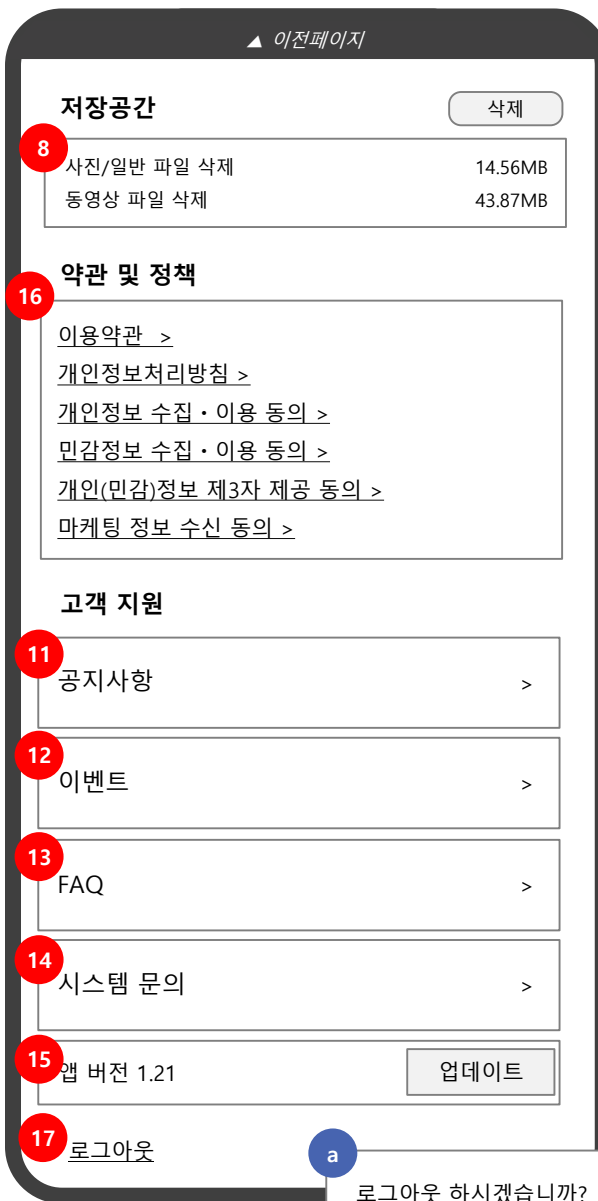 ▲ 이전페이지
저장공간 삭제
8
사진/일반 파일 삭제 14.56MB
동영상 파일 삭제 43.87MB
약관 및 정책
16
이용약관 >
개인정보처리방침 >
개인정보 수집・이용 동의 >
민감정보 수집・이용 동의 >
개인(민감)정보 제3자 제공 동의 >
마케팅 정보 수신 동의 >
고객 지원
11
공지사항 >
12
이벤트 >
13
FAQ >
14
시스템 문의 >
15
앱 버전 1.21 업데이트
17
로그아웃
a
로그아웃 하시겠습니까?